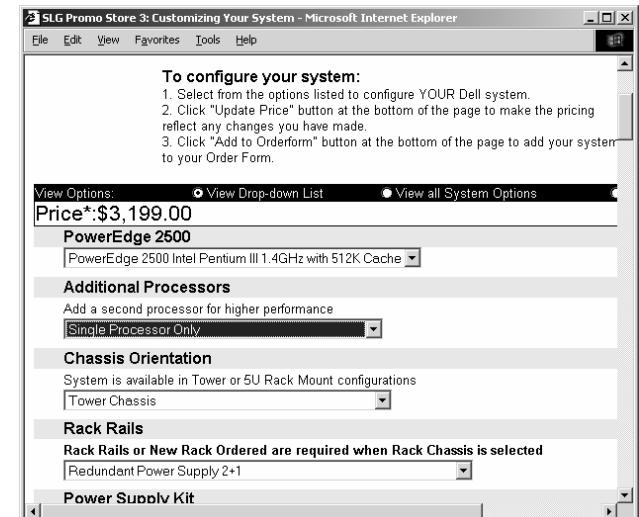 SLG Promo Store 3: Customizing Your System - Microsoft Internet Explorer
File Edit View Favorites Tools Help
To configure your system:
1. Select from the options listed to configure YOUR Dell system.
2. Click "Update Price" button at the bottom of the page to make the pricing
reflect any changes you have made.
3. Click "Add to Orderform" button at the bottom of the page to add your system
to your Order Form.
View Options: View Drop-down List View all System Options
Price*:$3,199.00
PowerEdge 2500
PowerEdge 2500 Intel Pentium III 1.4GHz with 512K Cache
Additional Processors
Add a second processor for higher performance
Single Processor Only
Chassis Orientation
System is available in Tower or 5U Rack Mount configurations
Tower Chassis
Rack Rails
Rack Rails or New Rack Ordered are required when Rack Chassis is selected
Redundant Power Supply 2+1
Power Supply Kit